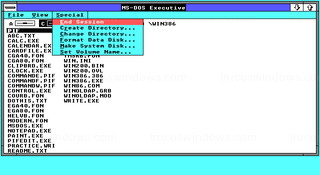 MS-DOS Executive
File View Special
A C \WIN386
End Session
Create Directory...
Change Directory...
Format Data Disk...
Make System Disk...
Set Volume Name...
PIF
ABC.TXT
CALC.EXE WIN.INI
CALENDAR.EXE WIN200.BIN
CARDFILE.EXE WIN200.OVL
CGA40.FON WIN386.386
CGA80.FON WIN386.EXE
CLIPBRD.EXE WIN86.COM
CLOCK.EXE WINOLDAP.GRB
COMMANDP.PIF WINOLDAP.MOD
COMMANDF.PIF WRITE.EXE
COMMANDW.PIF
CONTROL.EXE
COURB.FON
DOTHIS.TXT
EGA40.FON
EGA80.FON
HELVB.FON
MODERN.FON
MSDOS.EXE
NOTEPAD.EXE
PAINT.EXE
PIFEDIT.EXE
PRACTICE.WRI
README.TXT